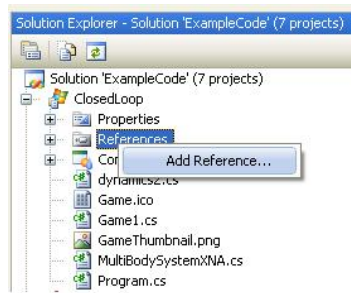 Solution Explorer - Solution 'ExampleCode' (7 projects)
Solution 'ExampleCode' (7 projects)
ClosedLoop
Properties
References
Add Reference...
Con
dynamics2.cs
Game.ico
Game1.cs
GameThumbnail.png
MultiBodySystemXNA.cs
Program.cs